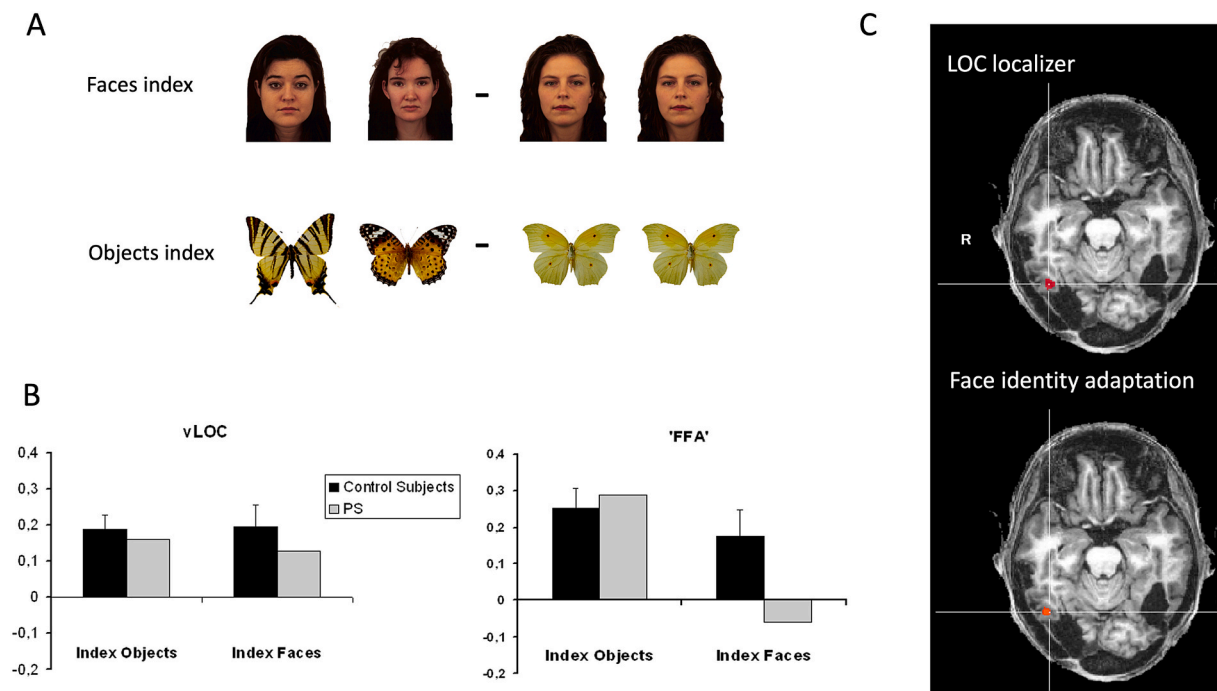 A
Faces index
-
Objects index
-
B
vLOC
0,4
0,3
0,2
0,1
0
-0,1
-0,2
Index Objects Index Faces
Control Subjects
PS
'FFA'
0,4
0,3
0,2
0,1
0
-0,1
-0,2
Index Objects Index Faces
C
LOC localizer
R
Face identity adaptation